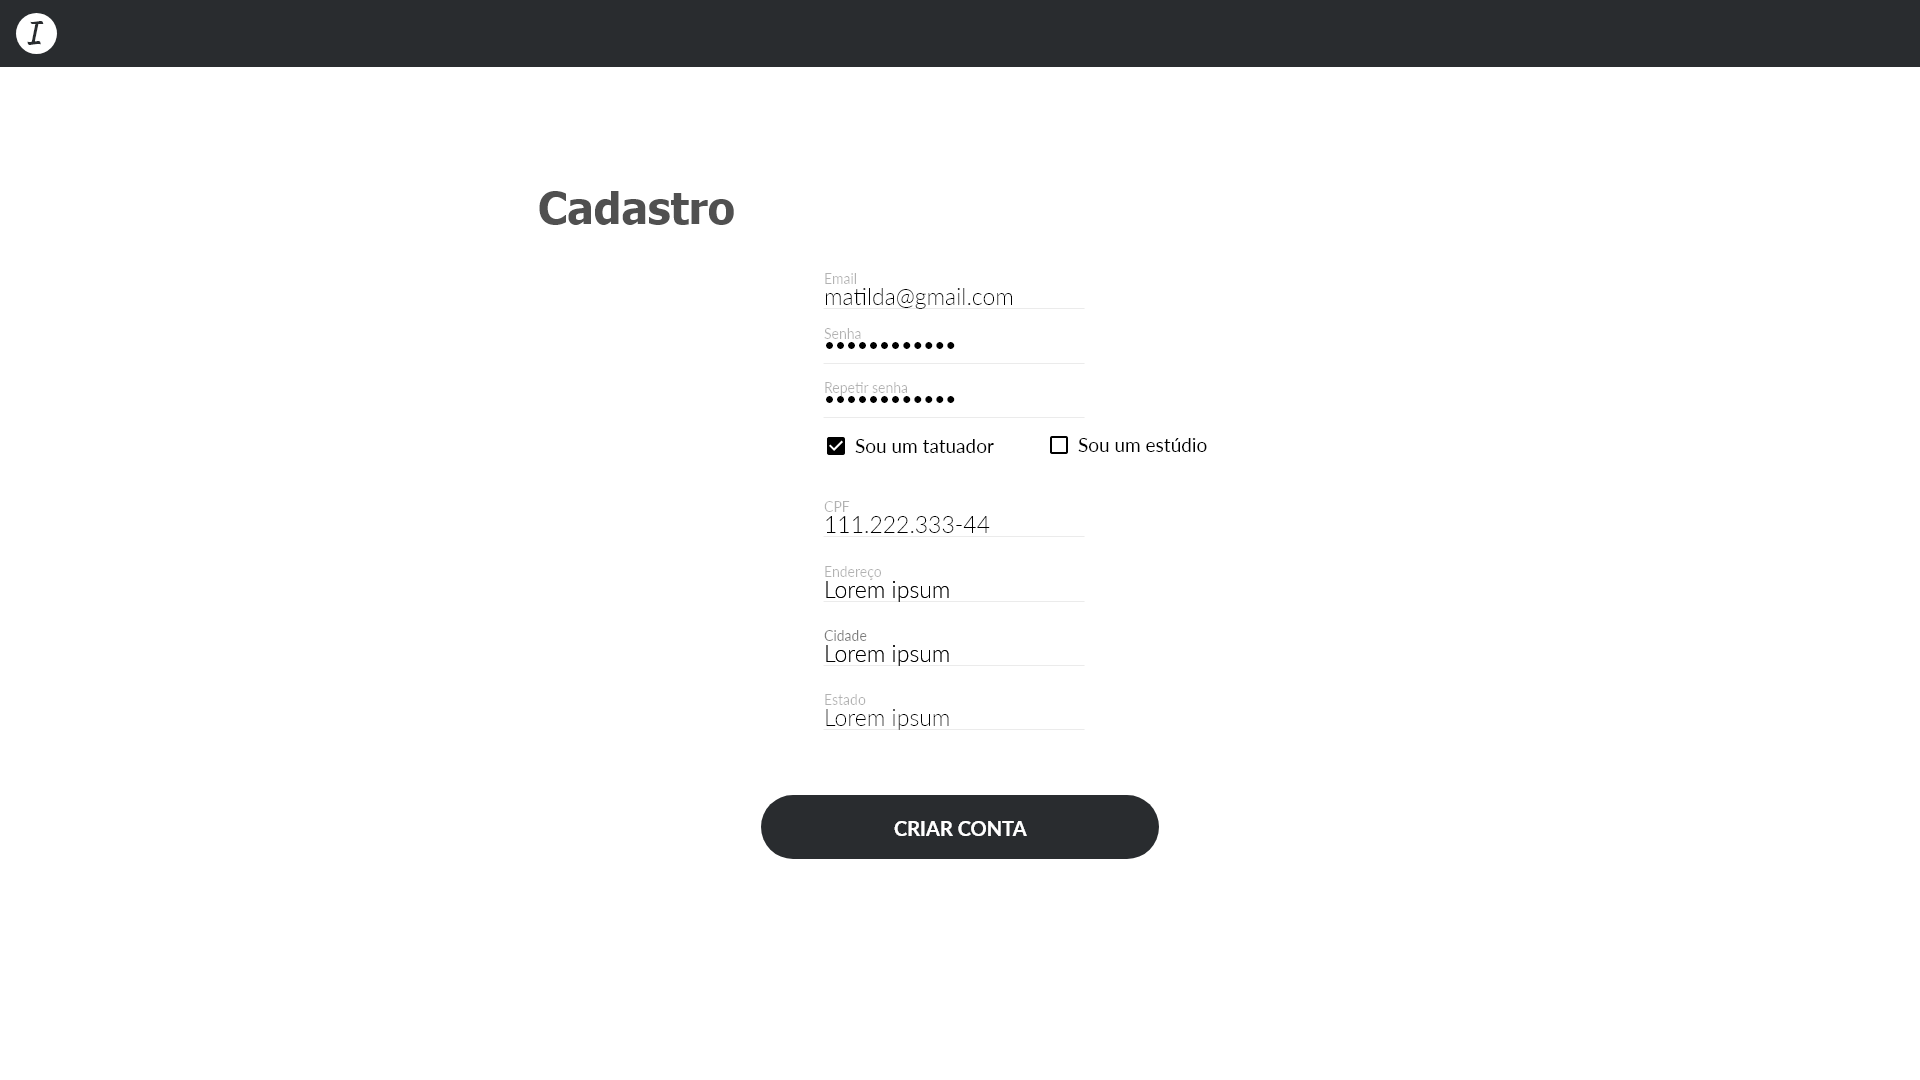 I
Cadastro
Email
matilda@gmail.com
Senha
••••••••••••
Repetir senha
••••••••••••
Sou um tatuador Sou um estúdio
CPF
111.222.333-44
Endereço
Lorem ipsum
Cidade
Lorem ipsum
Estado
Lorem ipsum
CRIAR CONTA